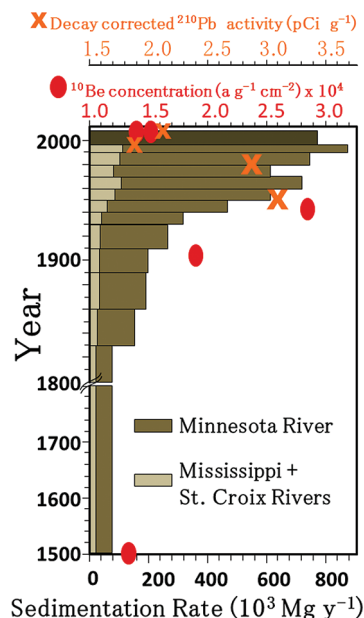 X Decay corrected ²¹⁰Pb activity (pCi g⁻¹)
1.5 2.0 2.5 3.0
¹⁰Be concentration (a g⁻¹ cm⁻²) x 10⁴
1.0 1.5 2.0 2.5 3.0
2000
1900
1800
1700
1600
1500
Year
Minnesota River
Mississippi +
St. Croix Rivers
0 200 400 600 800
Sedimentation Rate (10³ Mg y⁻¹)